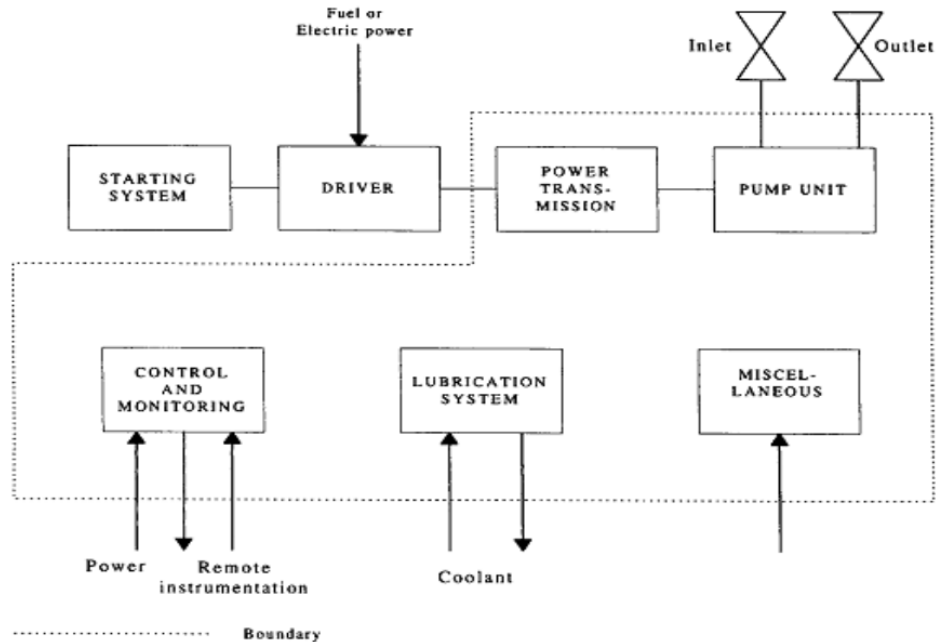 Fuel or
Electric power
Inlet
Outlet
STARTING
SYSTEM
DRIVER
POWER
TRANS-
MISSION
PUMP UNIT
CONTROL
AND
MONITORING
LUBRICATION
SYSTEM
MISCEL-
LANEOUS
Power
Remote
instrumentation
Coolant
Boundary